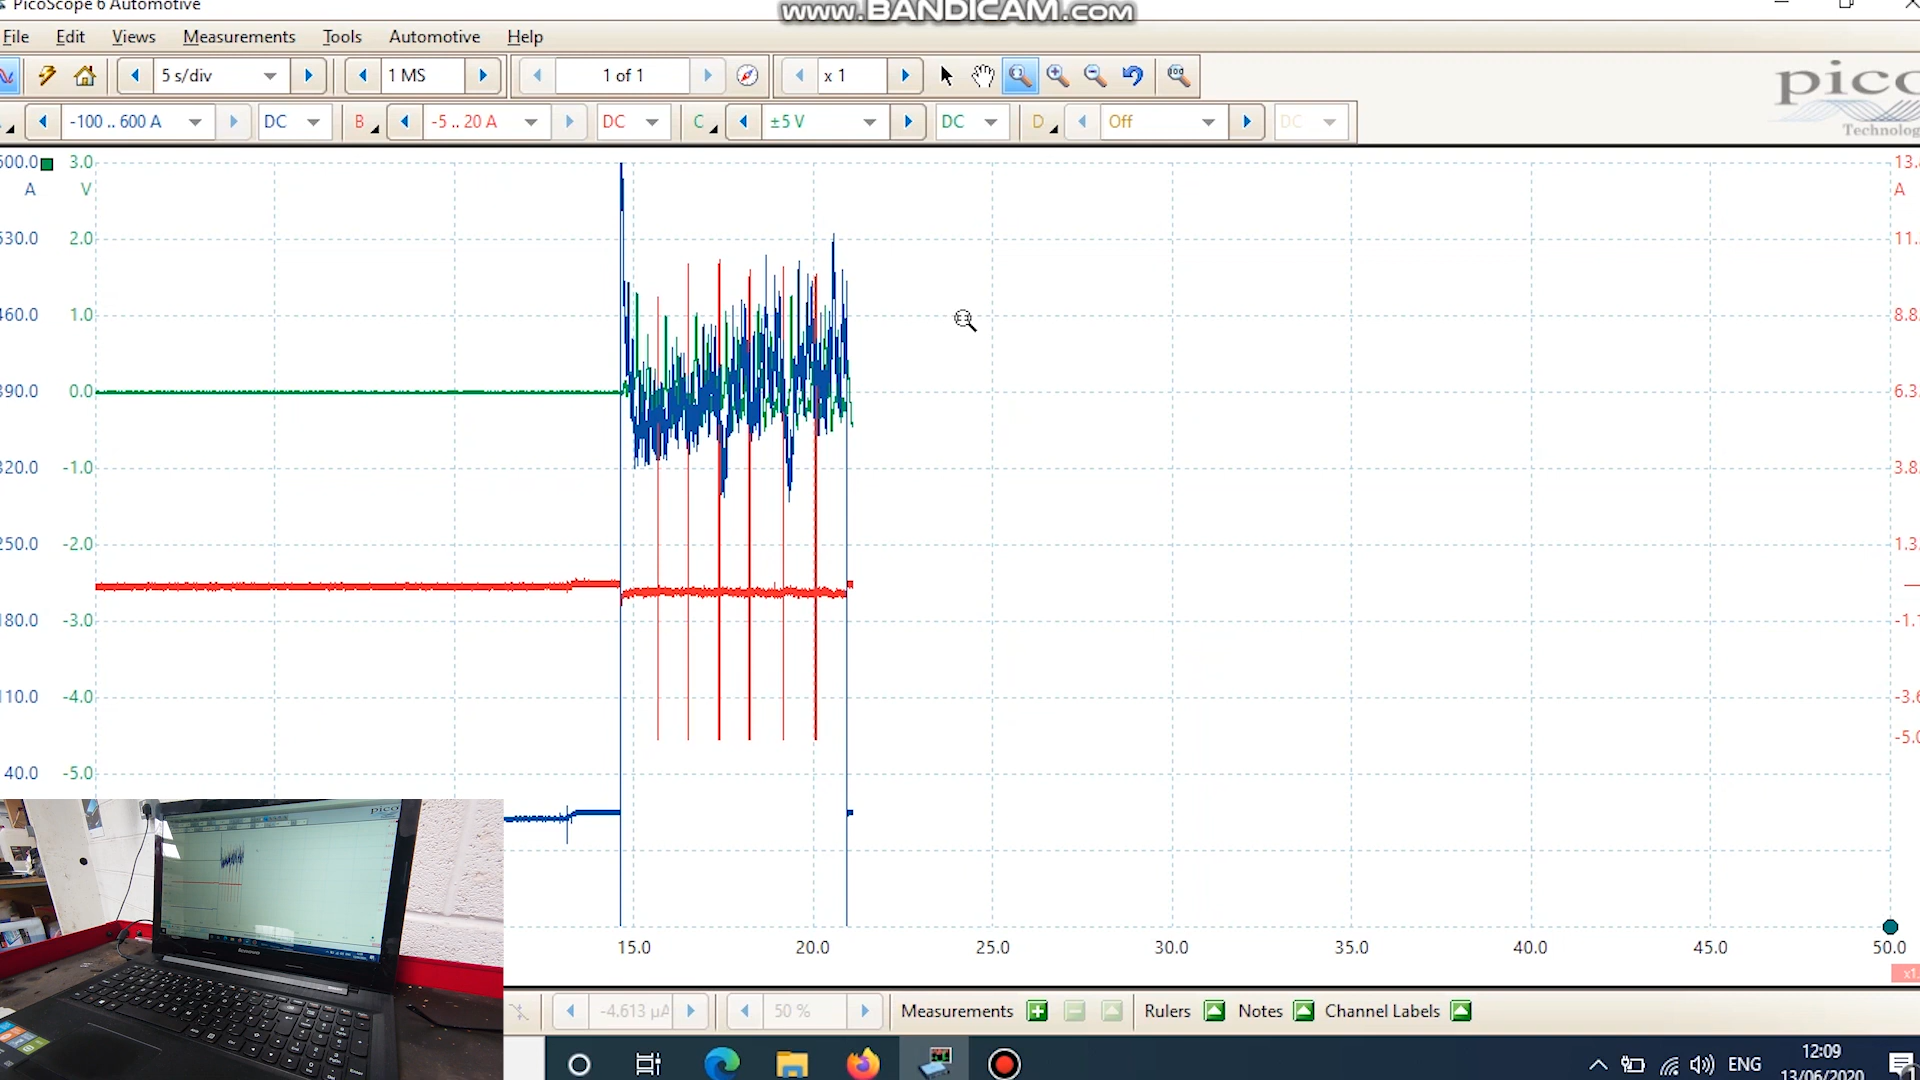 PicoScope 6 Automotive
www.BANDICAM.com
File Edit Views Measurements Tools Automotive Help
5 s/div 1 MS 1 of 1 x 1
pico
Technolog
-100 .. 600 A DC B -5 .. 20 A DC C ±5 V DC D Off DC
600.0 3.0 13.
A V A
530.0 2.0 11.
460.0 1.0 8.8
390.0 0.0 6.3
320.0 -1.0 3.8
250.0 -2.0 1.3
180.0 -3.0 -1.1
110.0 -4.0 -3.6
-5.0
40.0 -5.0
pico
15.0 20.0 25.0 30.0 35.0 40.0 45.0 50.0
x1.
lenovo
-4.613 µA 50 % Measurements Rulers Notes Channel Labels
ENG 12:09
13/06/2020
1